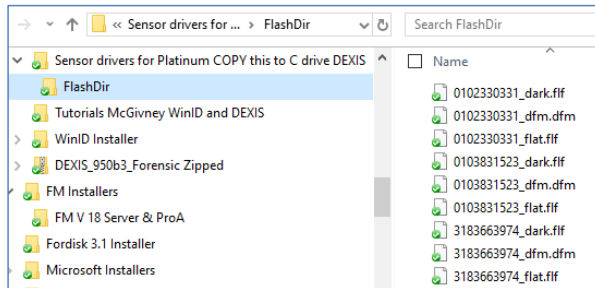 « Sensor drivers for ... > FlashDir
Search FlashDir
Sensor drivers for Platinum COPY this to C drive DEXIS
FlashDir
Tutorials McGivney WinID and DEXIS
WinID Installer
DEXIS_950b3_Forensic Zipped
FM Installers
FM V 18 Server & ProA
Fordisk 3.1 Installer
Microsoft Installers
Name
0102330331_dark.flf
0102330331_dfm.dfm
0102330331_flat.flf
0103831523_dark.flf
0103831523_dfm.dfm
0103831523_flat.flf
3183663974_dark.flf
3183663974_dfm.dfm
3183663974_flat.flf